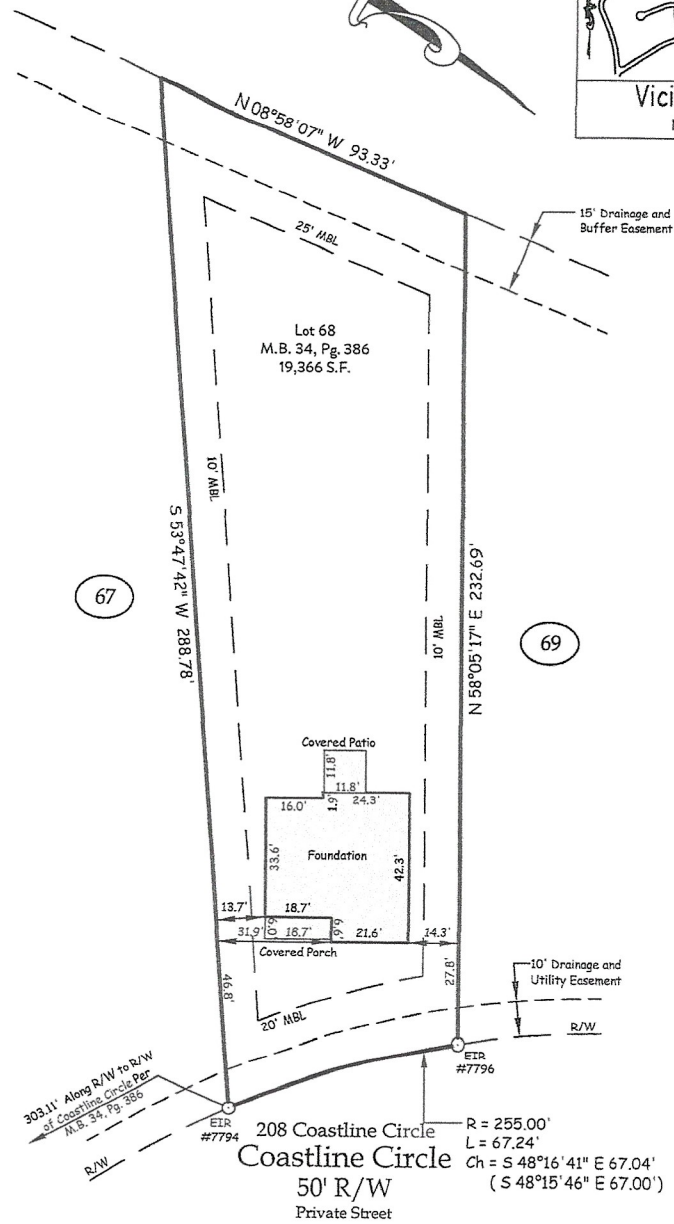 Vici
N 08°58'07" W 93.33'
15' Drainage and
Buffer Easement
25' MBL
Lot 68
M.B. 34, Pg. 386
19,366 S.F.
10' MBL
S 53°47'42" W 288.78'
67
10' MBL
N 58°05'17" E 232.69'
69
Covered Patio
11.8'
11.8'
16.0'
1.9'
24.3'
33.6'
Foundation
42.3'
13.7'
18.7'
6.0'
6.9'
31.9'
18.7'
21.6'
14.3'
Covered Porch
46.8'
27.8'
20' MBL
10' Drainage and
Utility Easement
R/W
EIR
#7796
303.11' Along R/W to R/W
of Coastline Circle Per
M.B. 34, Pg. 386
EIR
#7794
R/W
208 Coastline Circle
Coastline Circle
50' R/W
Private Street
R = 255.00'
L = 67.24'
Ch = S 48°16'41" E 67.04'
( S 48°15'46" E 67.00')